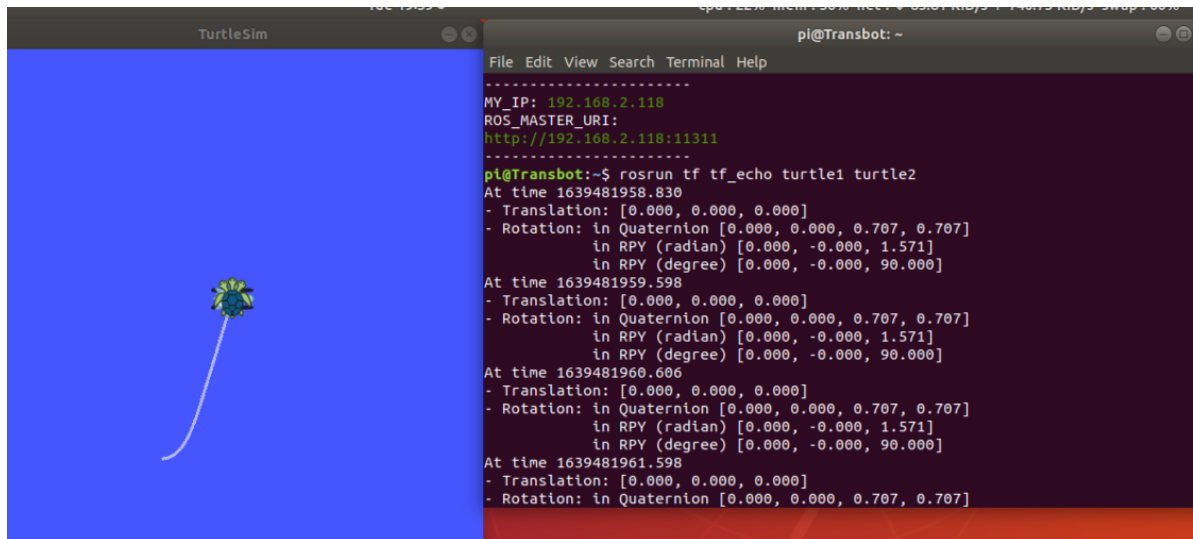 TurtleSim
pi@Transbot: ~
File Edit View Search Terminal Help
------------------------
MY_IP: 192.168.2.118
ROS_MASTER_URI:
http://192.168.2.118:11311
------------------------
pi@Transbot:~$ rosrun tf tf_echo turtle1 turtle2
At time 1639481958.830
- Translation: [0.000, 0.000, 0.000]
- Rotation: in Quaternion [0.000, 0.000, 0.707, 0.707]
in RPY (radian) [0.000, -0.000, 1.571]
in RPY (degree) [0.000, -0.000, 90.000]
At time 1639481959.598
- Translation: [0.000, 0.000, 0.000]
- Rotation: in Quaternion [0.000, 0.000, 0.707, 0.707]
in RPY (radian) [0.000, -0.000, 1.571]
in RPY (degree) [0.000, -0.000, 90.000]
At time 1639481960.606
- Translation: [0.000, 0.000, 0.000]
- Rotation: in Quaternion [0.000, 0.000, 0.707, 0.707]
in RPY (radian) [0.000, -0.000, 1.571]
in RPY (degree) [0.000, -0.000, 90.000]
At time 1639481961.598
- Translation: [0.000, 0.000, 0.000]
- Rotation: in Quaternion [0.000, 0.000, 0.707, 0.707]